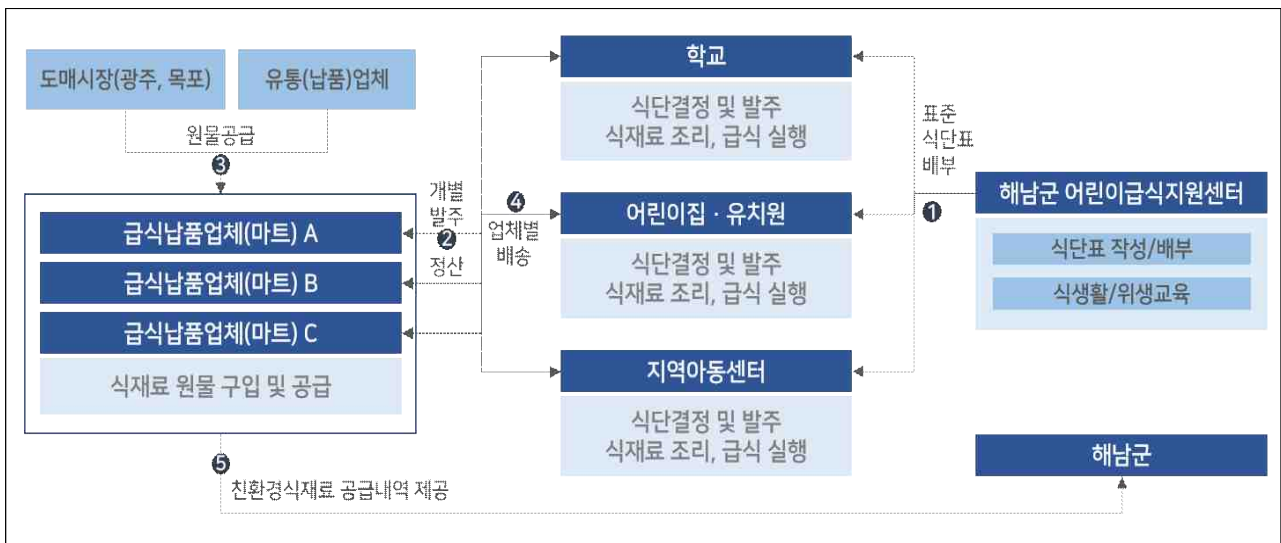 도매시장(광주, 목포)
유통(납품)업체
원물공급
❸
급식납품업체(마트) A
급식납품업체(마트) B
급식납품업체(마트) C
식재료 원물 구입 및 공급
개별
발주
❷
정산
❹
업체별
배송
학교
식단결정 및 발주
식재료 조리, 급식 실행
어린이집 · 유치원
식단결정 및 발주
식재료 조리, 급식 실행
지역아동센터
식단결정 및 발주
식재료 조리, 급식 실행
표준
식단표
배부
❶
해남군 어린이급식지원센터
식단표 작성/배부
식생활/위생교육
해남군
❺
친환경식재료 공급내역 제공